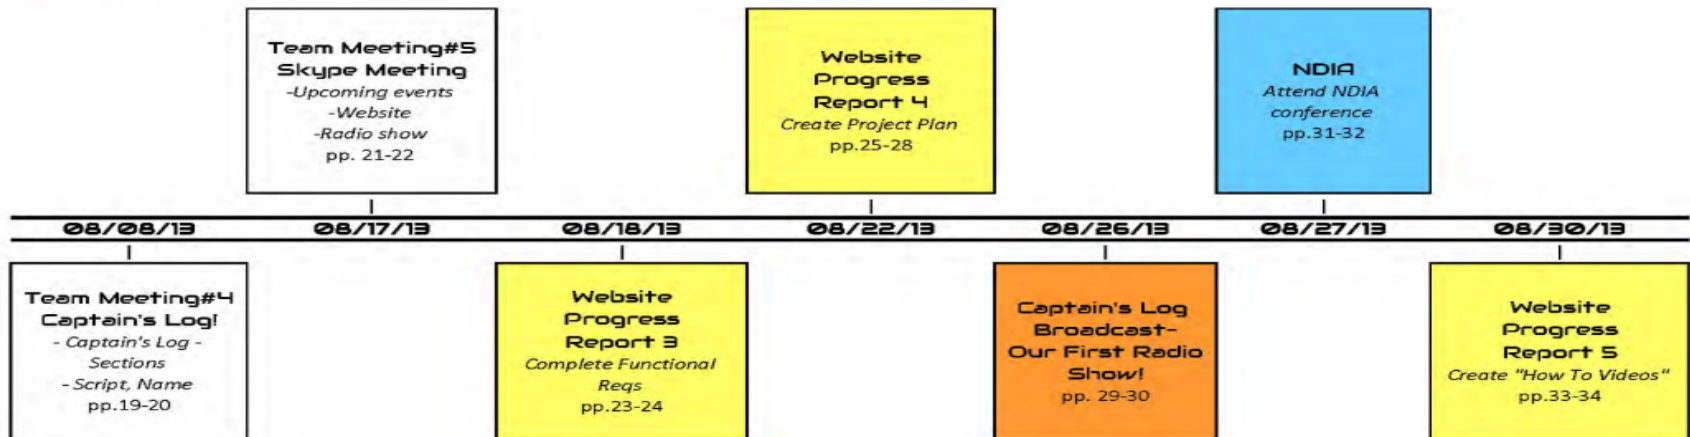 Team Meeting#5
Skype Meeting
-Upcoming events
-Website
-Radio show
pp. 21-22
Website
Progress
Report 4
Create Project Plan
pp.25-28
NDIA
Attend NDIA
conference
pp.31-32
08/08/13 08/17/13 08/18/13 08/22/13 08/26/13 08/27/13 08/30/13
Team Meeting#4
Captain's Log!
- Captain's Log -
Sections
- Script, Name
pp.19-20
Website
Progress
Report 3
Complete Functional
Reqs
pp.23-24
Captain's Log
Broadcast-
Our First Radio
Show!
pp. 29-30
Website
Progress
Report 5
Create "How To Videos"
pp.33-34